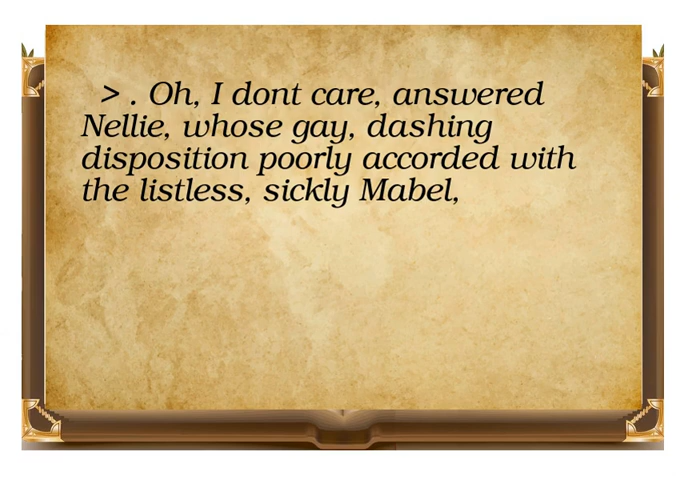 > . Oh, I dont care, answered
Nellie, whose gay, dashing
disposition poorly accorded with
the listless, sickly Mabel,